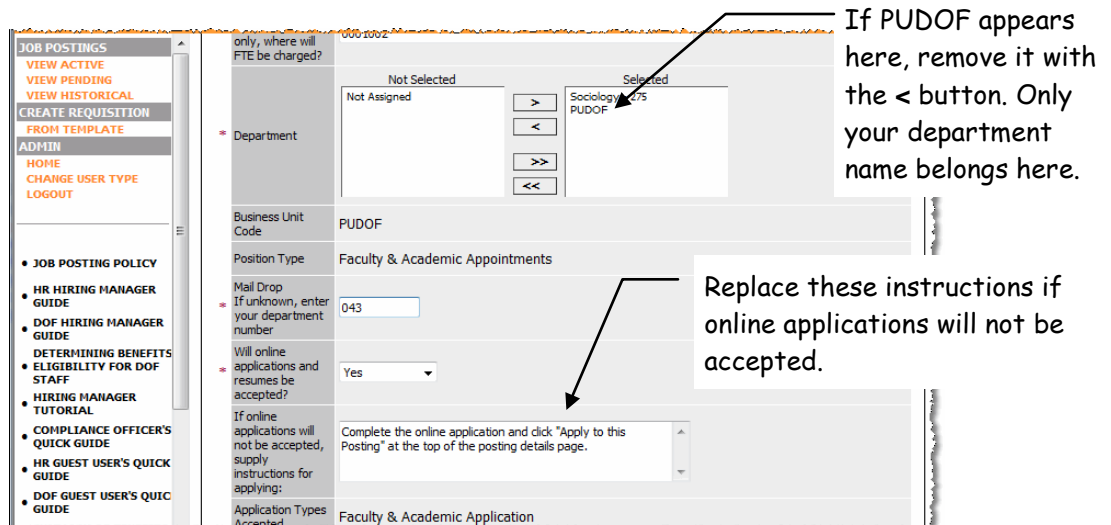 JOB POSTINGS
VIEW ACTIVE
VIEW PENDING
VIEW HISTORICAL
CREATE REQUISITION
FROM TEMPLATE
ADMIN
HOME
CHANGE USER TYPE
LOGOUT
• JOB POSTING POLICY
• HR HIRING MANAGER
GUIDE
• DOF HIRING MANAGER
GUIDE
DETERMINING BENEFITS
• ELIGIBILITY FOR DOF
STAFF
• HIRING MANAGER
TUTORIAL
• COMPLIANCE OFFICER'S
QUICK GUIDE
• HR GUEST USER'S QUICK
GUIDE
• DOF GUEST USER'S QUIC
GUIDE
only, where will
FTE be charged?
0001002
* Department
Not Selected
Not Assigned
>
<
>>
<<
Selected
Sociology 275
PUDOF
Business Unit
Code
PUDOF
Position Type
Faculty & Academic Appointments
Mail Drop
* If unknown, enter
your department
number
043
Will online
* applications and
resumes be
accepted?
Yes
If online
applications will
not be accepted,
supply
instructions for
applying:
Complete the online application and click "Apply to this
Posting" at the top of the posting details page.
Application Types
Accepted
Faculty & Academic Application
If PUDOF appears
here, remove it with
the < button. Only
your department
name belongs here.
Replace these instructions if
online applications will not be
accepted.